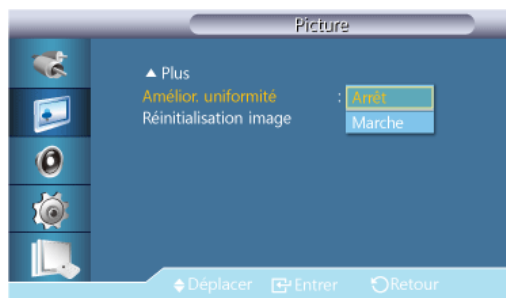 Picture
▲ Plus
Amélior. uniformité : Arrêt
Réinitialisation image Marche
Déplacer Entrer Retour